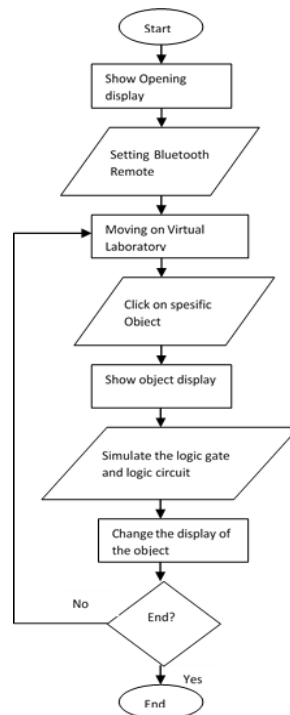 Start
Show Opening
display
Setting Bluetooth
Remote
Moving on Virtual
Laboratory
Click on spesific
Object
Show object display
Simulate the logic gate
and logic circuit
Change the display of
the object
No
End?
Yes
End